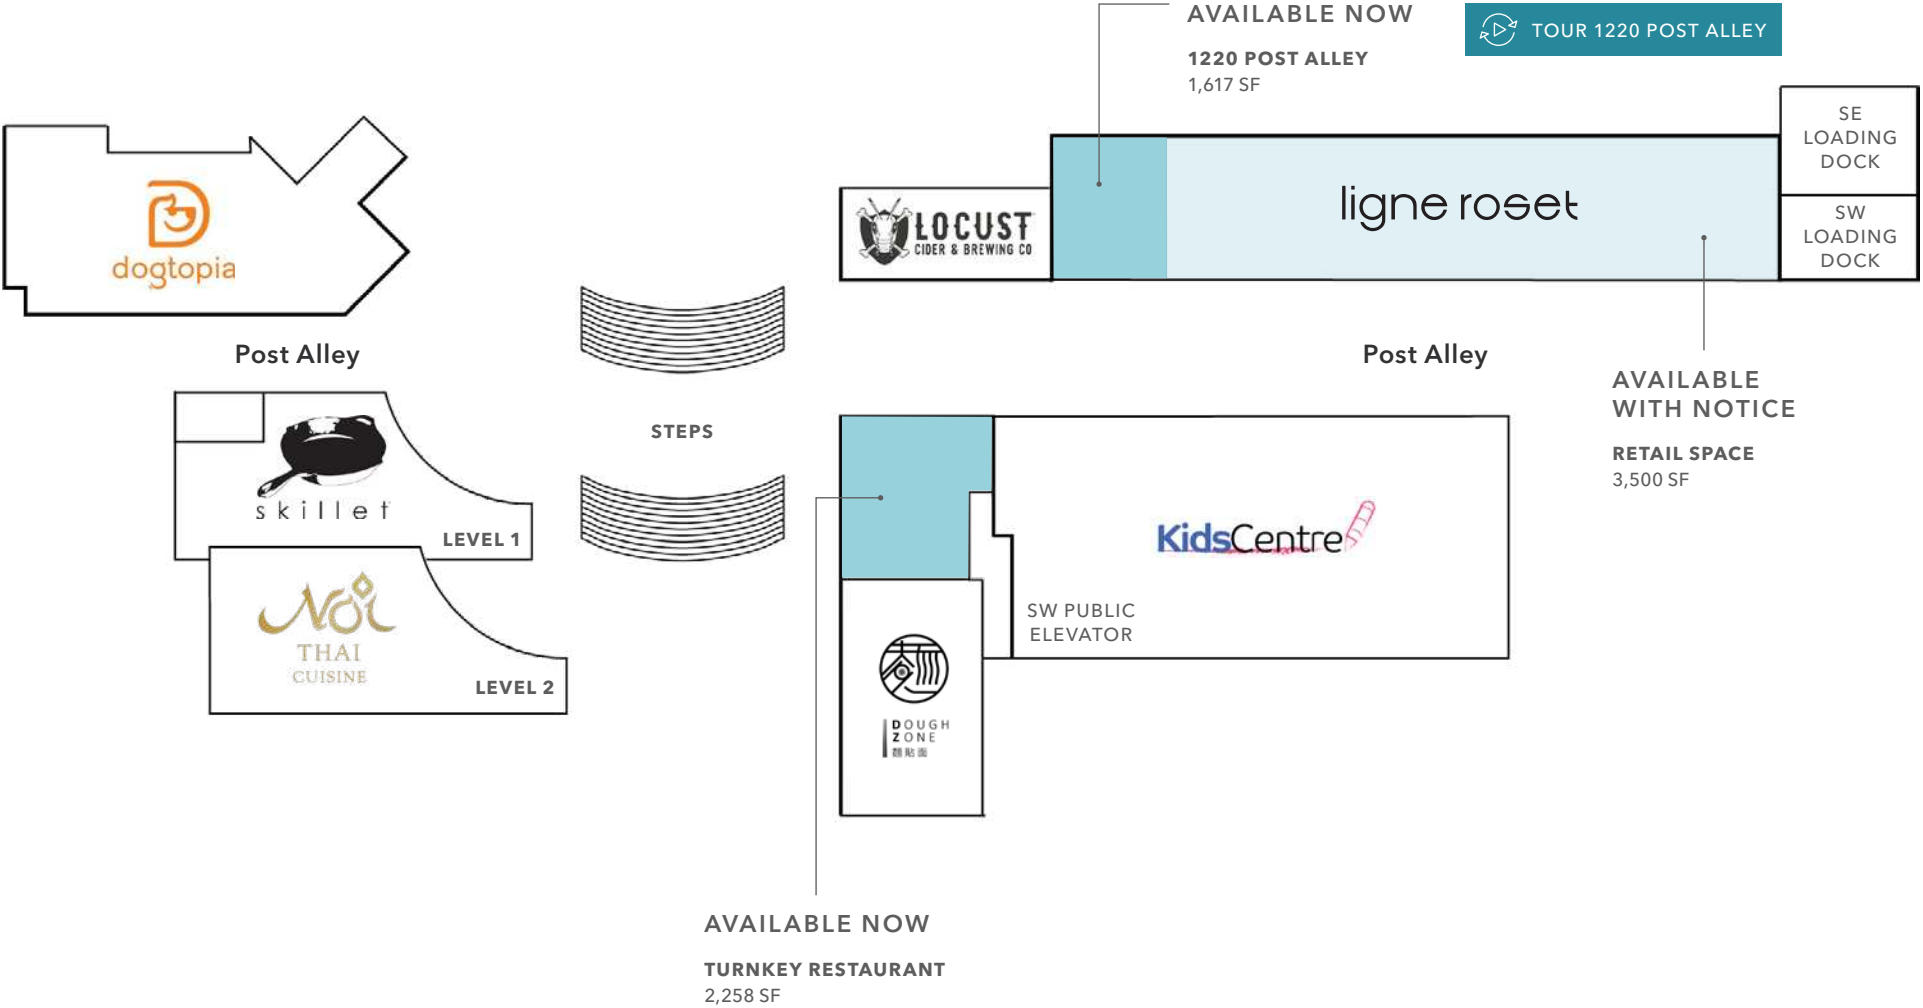 AVAILABLE NOW
1220 POST ALLEY
1,617 SF
TOUR 1220 POST ALLEY
SE
LOADING
DOCK
SW
LOADING
DOCK
dogtopia
LOCUST
CIDER & BREWING CO
ligne roset
Post Alley
Post Alley
AVAILABLE
WITH NOTICE
RETAIL SPACE
3,500 SF
STEPS
skillet
LEVEL 1
NOi
THAI
CUISINE
LEVEL 2
KidsCentre
SW PUBLIC
ELEVATOR
DOUGH
ZONE
AVAILABLE NOW
TURNKEY RESTAURANT
2,258 SF